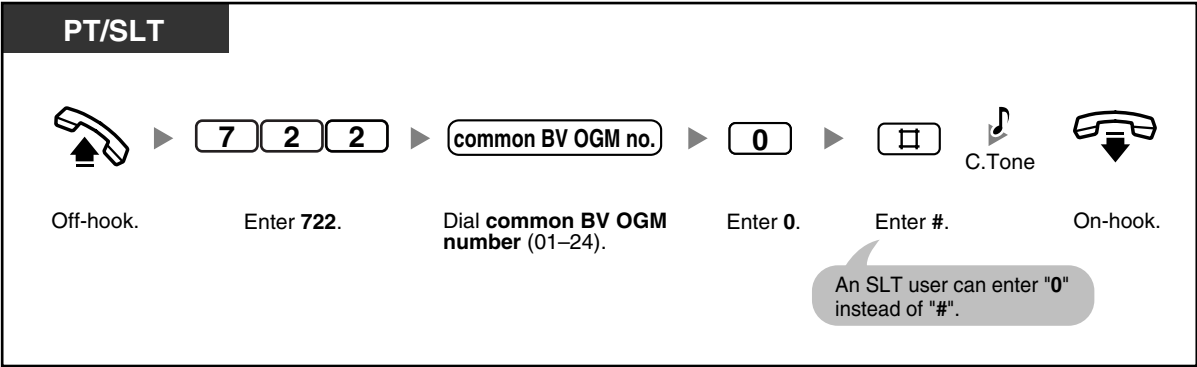 PT/SLT
7 2 2
common BV OGM no.
0
#
C.Tone
Off-hook.
Enter 722.
Dial common BV OGM
number (01–24).
Enter 0.
Enter #.
On-hook.
An SLT user can enter "0"
instead of "#".